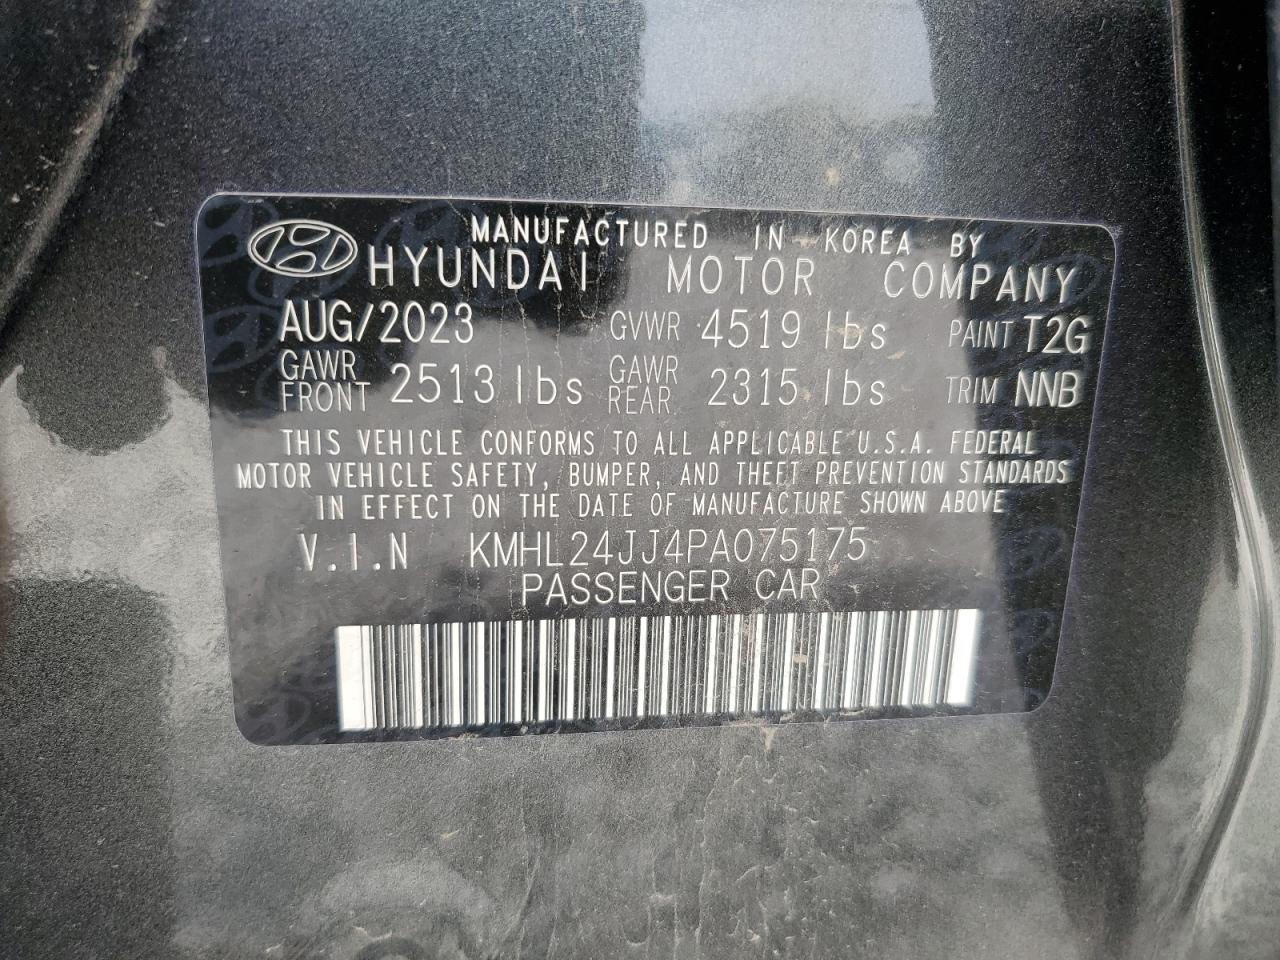 MANUFACTURED IN KOREA BY
HYUNDAI MOTOR COMPANY
AUG/2023 GVWR 4519 lbs PAINT T2G
GAWR FRONT 2513 lbs GAWR REAR 2315 lbs TRIM NNB
THIS VEHICLE CONFORMS TO ALL APPLICABLE U.S.A. FEDERAL
MOTOR VEHICLE SAFETY, BUMPER, AND THEFT PREVENTION STANDARDS
IN EFFECT ON THE DATE OF MANUFACTURE SHOWN ABOVE
V.I.N KMHL24JJ4PA075175
PASSENGER CAR